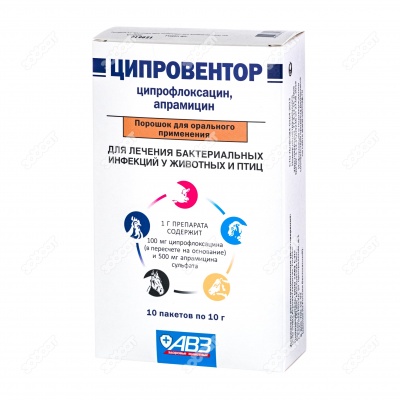 ЦИПРОВЕНТОР
ципрофлоксацин,
апрамицин
Порошок для орального
применения
ДЛЯ ЛЕЧЕНИЯ БАКТЕРИАЛЬНЫХ
ИНФЕКЦИЙ У ЖИВОТНЫХ И ПТИЦ
1 Г ПРЕПАРАТА
СОДЕРЖИТ
100 мг ципрофлоксацина
(в пересчете на основание)
и 500 мг апрамицина
сульфата
10 пакетов по 10 г
АВЗ